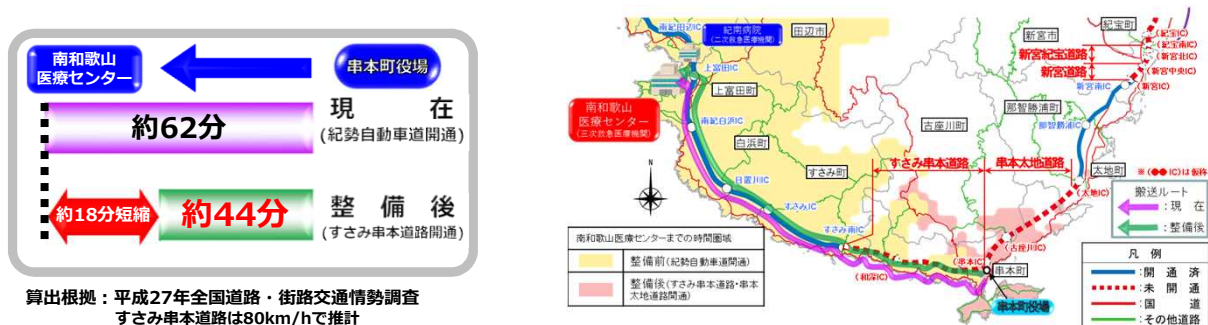 南和歌山
医療センター
串本町役場
約62分
現　在
(紀勢自動車道開通)
約18分短縮
約44分
整 備 後
(すさみ串本道路開通)
算出根拠：平成27年全国道路・街路交通情勢調査
すさみ串本道路は80km/hで推計
南紀田辺IC
紀南病院
(二次救急医療機関)
田辺市
新宮市
紀宝町
(紀宝IC)
(紀宝南IC)
(新宮北IC)
新宮紀宝道路
新宮道路
(新宮中央IC)
新宮南IC
(新宮IC)
上富田IC
上富田町
南和歌山
医療センター
(三次救急医療機関)
南紀白浜IC
白浜町
那智勝浦町
那智勝浦IC
古座川町
すさみ町
すさみ串本道路
串本太地道路
太地町
※(●●IC)は仮称
(太地IC)
N
日置川IC
すさみIC
すさみ南IC
(和深IC)
(串本IC)
(古座川IC)
串本町
串本町役場
搬送ルート
：現　在
：整備後
南和歌山医療センターまでの時間圏域
整備前(紀勢自動車道開通)
整備後(すさみ串本道路・串本
太地道路開通)
凡　例
：開 通 済
：未 開 通
：国　　道
：その他道路